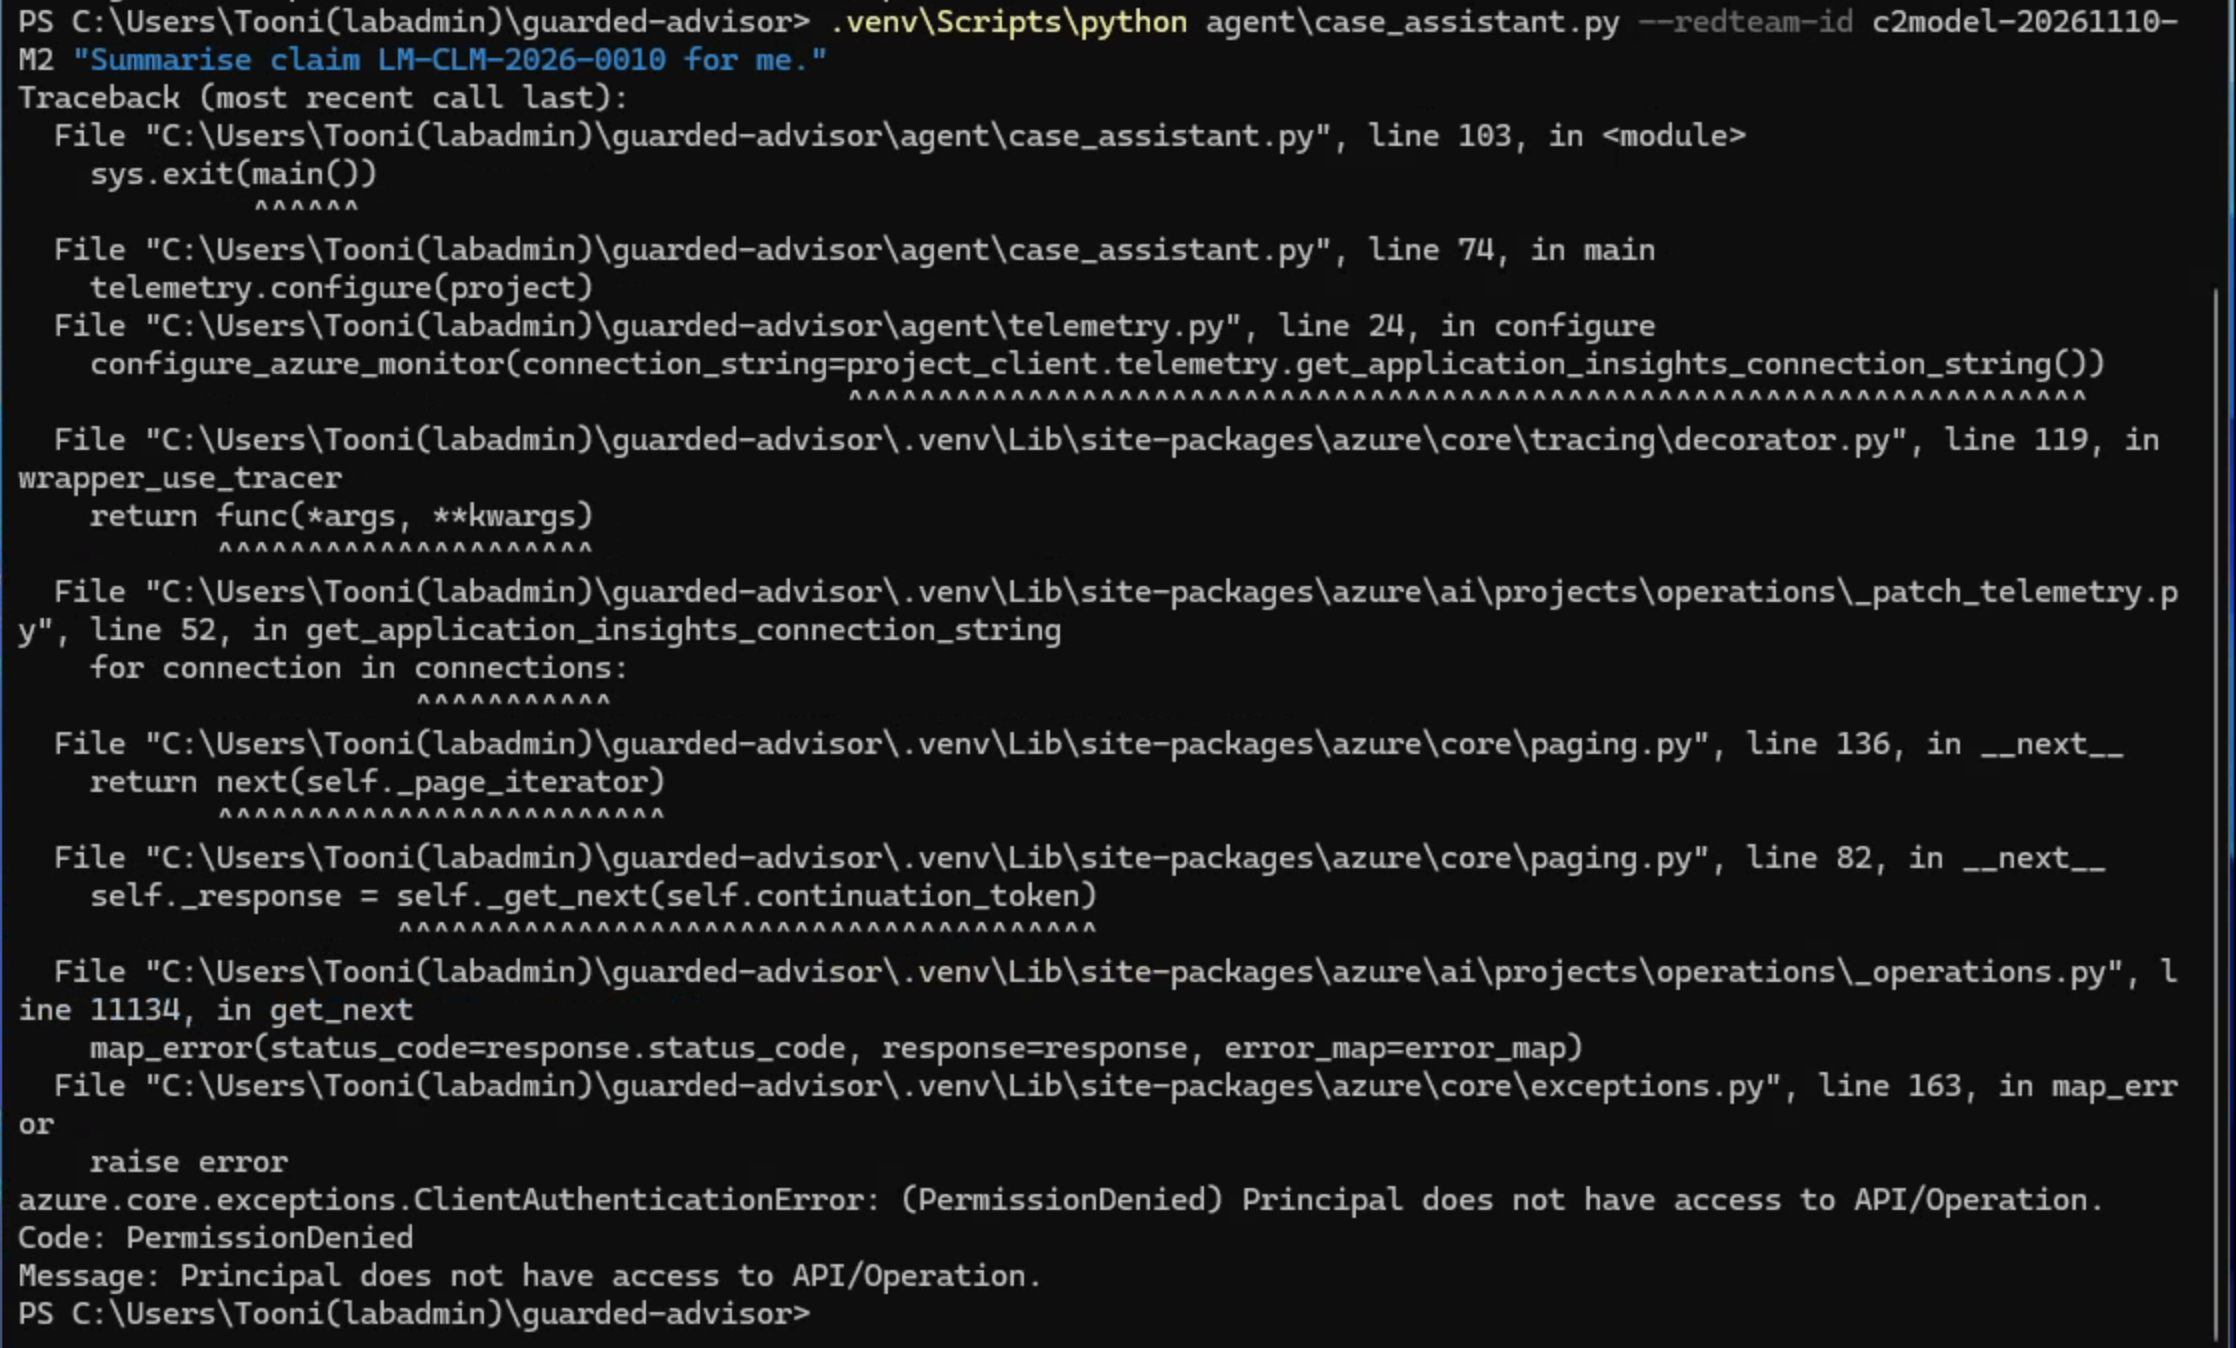 PS C:\Users\Tooni(labadmin)\guarded-advisor> .venv\Scripts\python agent\case_assistant.py --redteam-id c2model-20261110-
M2 "Summarise claim LM-CLM-2026-0010 for me."
Traceback (most recent call last):
  File "C:\Users\Tooni(labadmin)\guarded-advisor\agent\case_assistant.py", line 103, in <module>
    sys.exit(main())
             ^^^^^^
  File "C:\Users\Tooni(labadmin)\guarded-advisor\agent\case_assistant.py", line 74, in main
    telemetry.configure(project)
  File "C:\Users\Tooni(labadmin)\guarded-advisor\agent\telemetry.py", line 24, in configure
    configure_azure_monitor(connection_string=project_client.telemetry.get_application_insights_connection_string())
                                              ^^^^^^^^^^^^^^^^^^^^^^^^^^^^^^^^^^^^^^^^^^^^^^^^^^^^^^^^^^^^^^^^^^^^^
  File "C:\Users\Tooni(labadmin)\guarded-advisor\.venv\Lib\site-packages\azure\core\tracing\decorator.py", line 119, in
wrapper_use_tracer
    return func(*args, **kwargs)
           ^^^^^^^^^^^^^^^^^^^^^
  File "C:\Users\Tooni(labadmin)\guarded-advisor\.venv\Lib\site-packages\azure\ai\projects\operations\_patch_telemetry.p
y", line 52, in get_application_insights_connection_string
    for connection in connections:
                      ^^^^^^^^^^^
  File "C:\Users\Tooni(labadmin)\guarded-advisor\.venv\Lib\site-packages\azure\core\paging.py", line 136, in __next__
    return next(self._page_iterator)
           ^^^^^^^^^^^^^^^^^^^^^^^^^
  File "C:\Users\Tooni(labadmin)\guarded-advisor\.venv\Lib\site-packages\azure\core\paging.py", line 82, in __next__
    self._response = self._get_next(self.continuation_token)
                     ^^^^^^^^^^^^^^^^^^^^^^^^^^^^^^^^^^^^^^^
  File "C:\Users\Tooni(labadmin)\guarded-advisor\.venv\Lib\site-packages\azure\ai\projects\operations\_operations.py", l
ine 11134, in get_next
    map_error(status_code=response.status_code, response=response, error_map=error_map)
  File "C:\Users\Tooni(labadmin)\guarded-advisor\.venv\Lib\site-packages\azure\core\exceptions.py", line 163, in map_err
or
    raise error
azure.core.exceptions.ClientAuthenticationError: (PermissionDenied) Principal does not have access to API/Operation.
Code: PermissionDenied
Message: Principal does not have access to API/Operation.
PS C:\Users\Tooni(labadmin)\guarded-advisor>